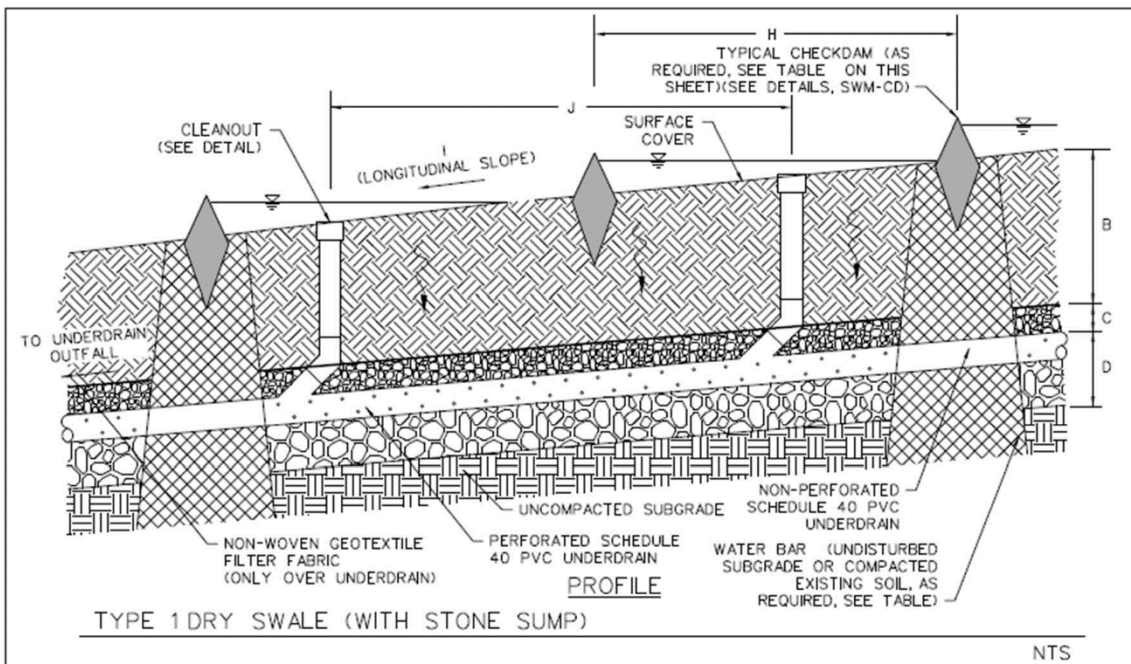 H
TYPICAL CHECKDAM (AS
REQUIRED, SEE TABLE ON THIS
SHEET)(SEE DETAILS, SWM-CD)
J
CLEANOUT
(SEE DETAIL)
SURFACE
COVER
I
(LONGITUDINAL SLOPE)
B
C
D
TO UNDERDRAIN
OUTFALL
UNCOMPACTED SUBGRADE
NON-PERFORATED
SCHEDULE 40 PVC
UNDERDRAIN
NON-WOVEN GEOTEXTILE
FILTER FABRIC
(ONLY OVER UNDERDRAIN)
PERFORATED SCHEDULE
40 PVC UNDERDRAIN
WATER BAR (UNDISTURBED
SUBGRADE OR COMPACTED
EXISTING SOIL, AS
REQUIRED, SEE TABLE)
PROFILE
TYPE 1 DRY SWALE (WITH STONE SUMP)
NTS